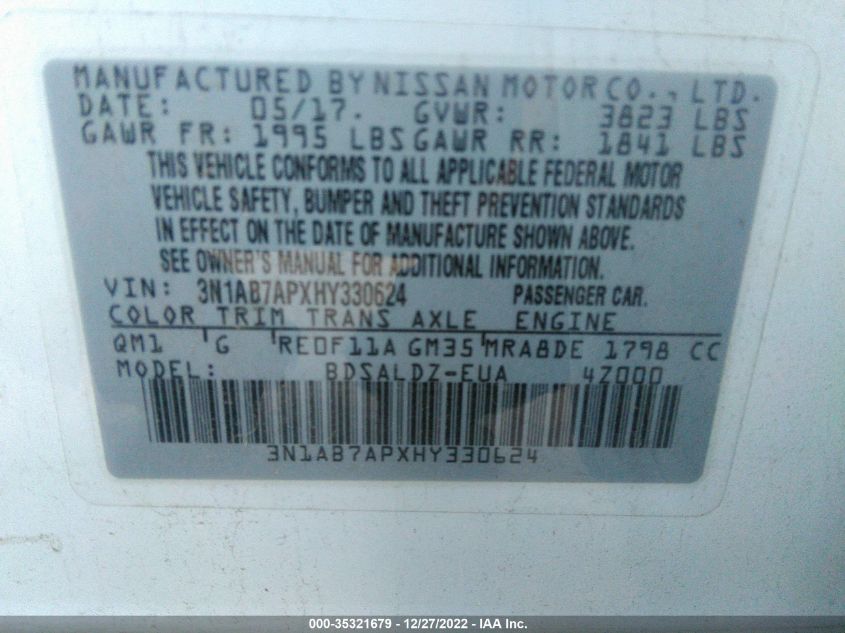 MANUFACTURED BY NISSAN MOTOR CO., LTD.
DATE: 05/17. GVWR: 3823 LBS
GAWR FR: 1995 LBS GAWR RR: 1841 LBS
THIS VEHICLE CONFORMS TO ALL APPLICABLE FEDERAL MOTOR
VEHICLE SAFETY, BUMPER AND THEFT PREVENTION STANDARDS
IN EFFECT ON THE DATE OF MANUFACTURE SHOWN ABOVE.
SEE OWNER'S MANUAL FOR ADDITIONAL INFORMATION.
VIN: 3N1AB7APXHY330624 PASSENGER CAR.
COLOR TRIM TRANS AXLE ENGINE
QM1 G RE0F11A GM35 MRA8DE 1798 CC
MODEL: BDSALDZ-EUA 4Z000
3N1AB7APXHY330624
000-35321679 - 12/27/2022 - IAA Inc.